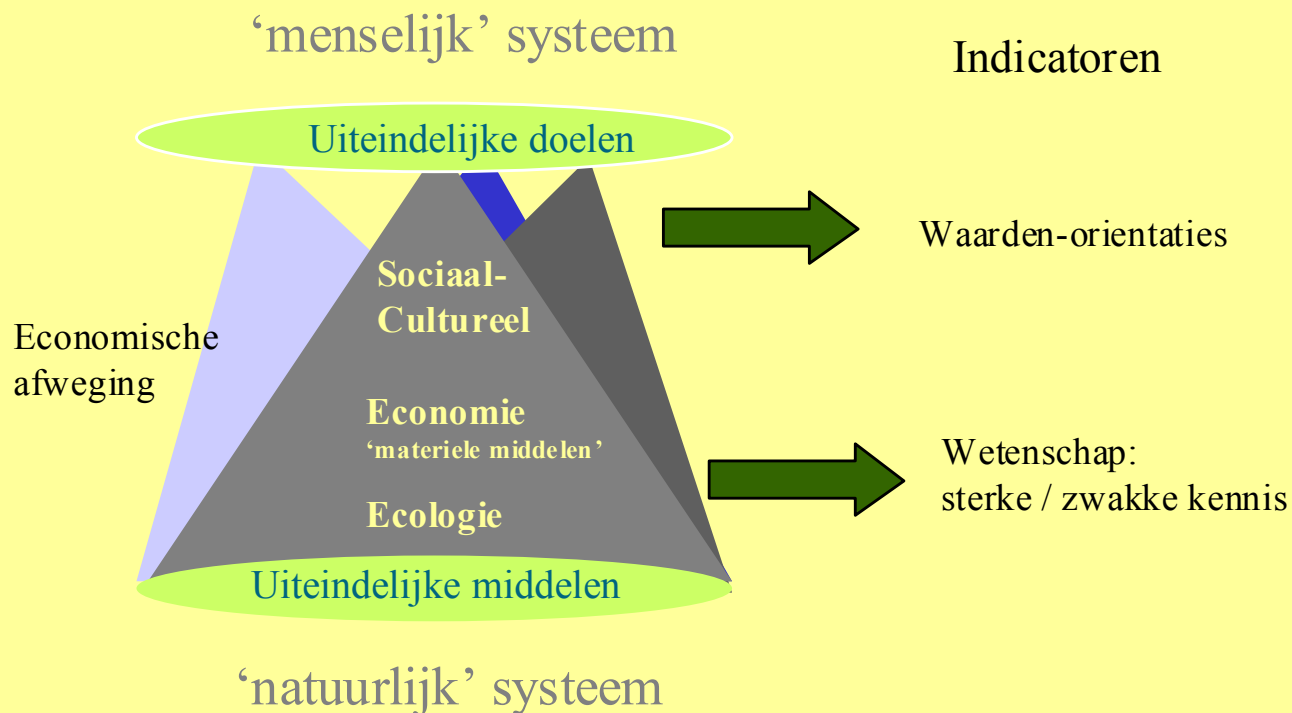 ‘menselijk’ systeem
Indicatoren
Uiteindelijke doelen
Waarden-orientaties
Sociaal-
Cultureel
Economische
afweging
Economie
‘materiele middelen’
Wetenschap:
sterke / zwakke kennis
Ecologie
Uiteindelijke middelen
‘natuurlijk’ systeem